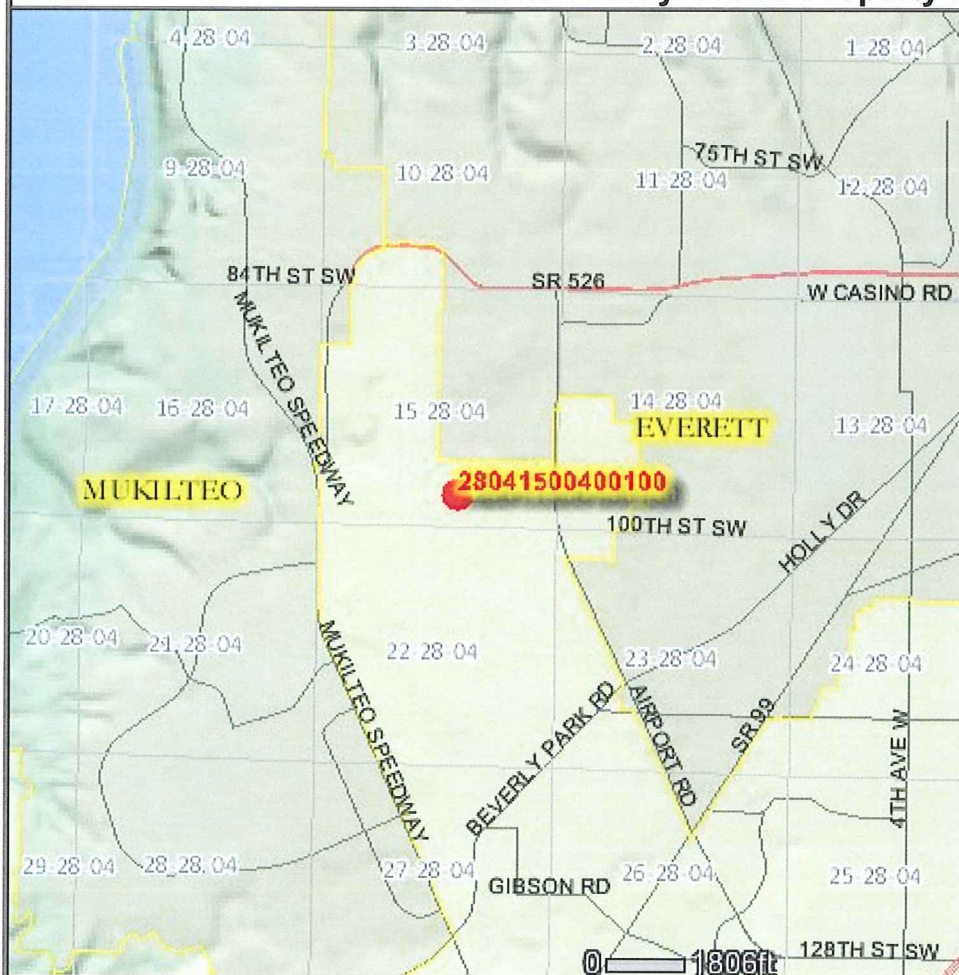 4-28-04
3-28-04
2-28-04
1-28-04
75TH ST SW
9-28-04
10-28-04
11-28-04
12-28-04
84TH ST SW
SR 526
W CASINO RD
MUKILTEO SPEEDWAY
17-28-04
16-28-04
15-28-04
14-28-04
EVERETT
13-28-04
MUKILTEO
28041500400100
100TH ST SW
HOLLY DR
20-28-04
21-28-04
22-28-04
23-28-04
24-28-04
MUKILTEO SPEEDWAY
BEVERLY PARK RD
AIRPORT RD
SR 99
4TH AVE W
29-28-04
28-28-04
27-28-04
GIBSON RD
26-28-04
25-28-04
128TH ST SW
0 1806ft